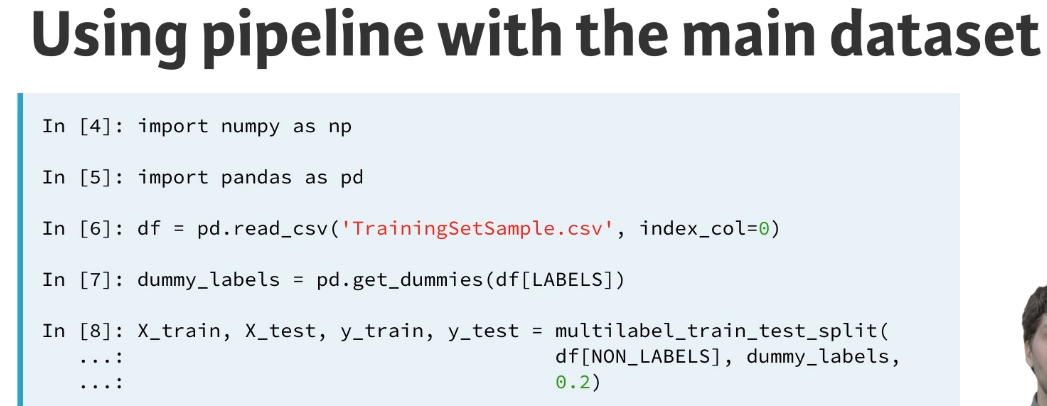 Using pipeline with the main dataset
In [4]: import numpy as np
In [5]: import pandas as pd
In [6]: df = pd.read_csv('TrainingSetSample.csv', index_col=0)
In [7]: dummy_labels = pd.get_dummies(df[LABELS])
In [8]: X_train, X_test, y_train, y_test = multilabel_train_test_split(
...: df[NON_LABELS], dummy_labels,
...: 0.2)